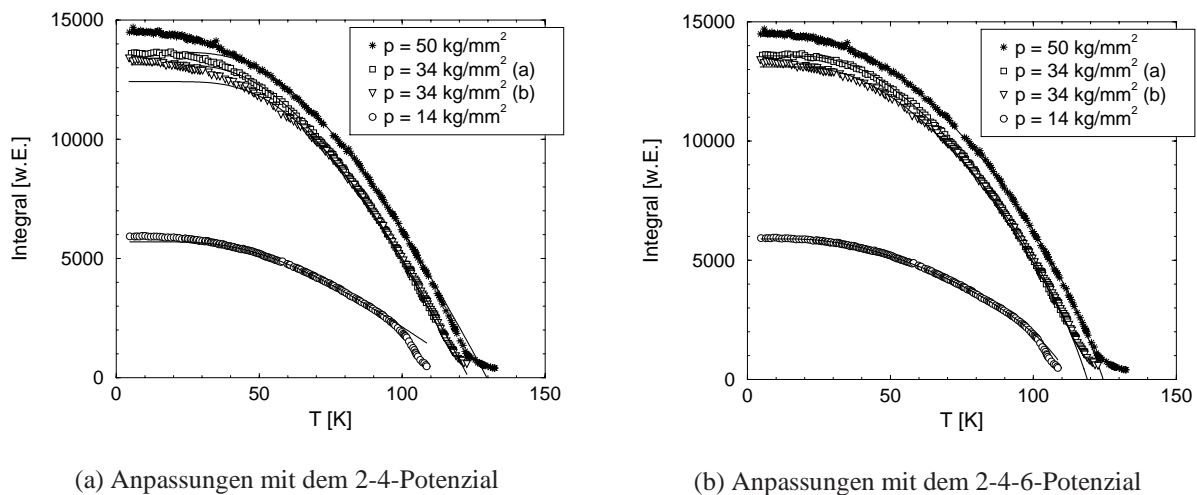 15000
10000
5000
0
0
50
100
150
T [K]
Integral [w.E.]
p = 50 kg/mm²
p = 34 kg/mm² (a)
p = 34 kg/mm² (b)
p = 14 kg/mm²
(a) Anpassungen mit dem 2-4-Potenzial
15000
10000
5000
0
0
50
100
150
T [K]
Integral [w.E.]
p = 50 kg/mm²
p = 34 kg/mm² (a)
p = 34 kg/mm² (b)
p = 14 kg/mm²
(b) Anpassungen mit dem 2-4-6-Potenzial